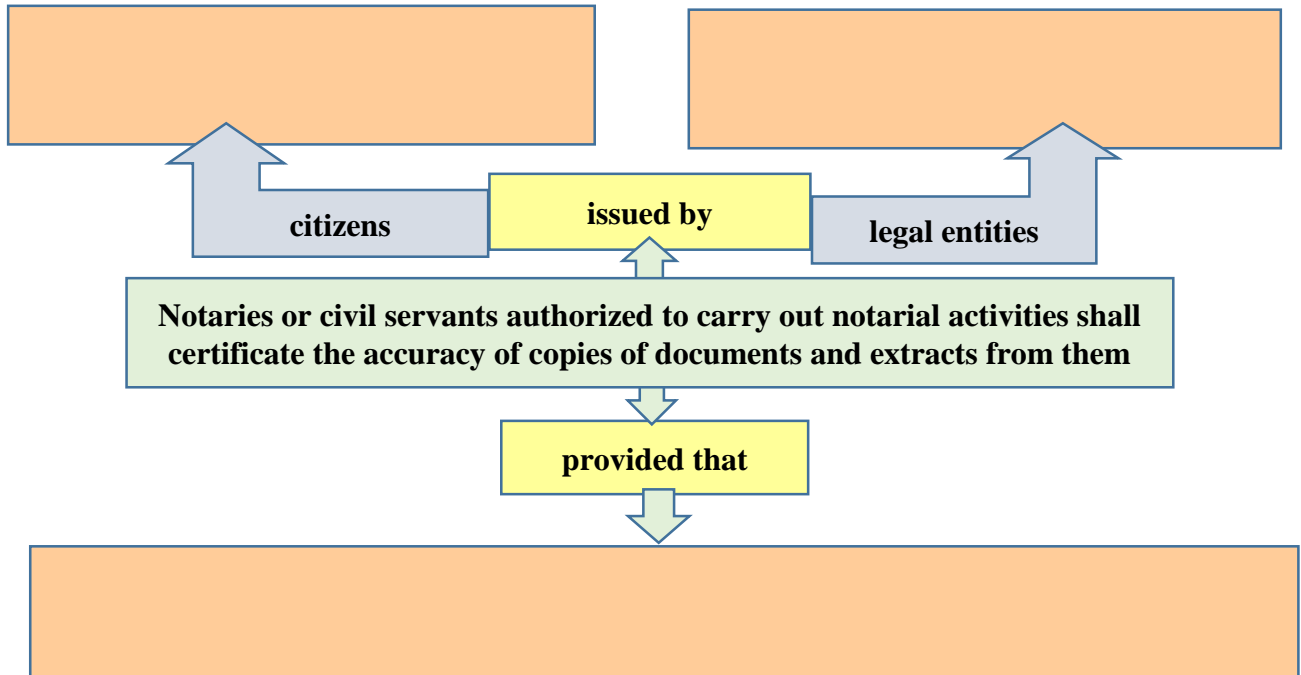 issued by
citizens
legal entities
Notaries or civil servants authorized to carry out notarial activities shall
certificate the accuracy of copies of documents and extracts from them
provided that